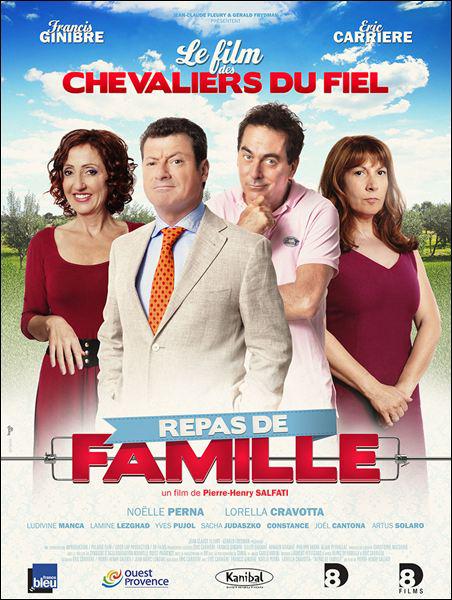 JEAN-CLAUDE FLEURY & GÉRALD FRYDMAN
PRÉSENTENT
Francis
GINIBRE
Eric
CARRIERE
Le film
des
CHEVALIERS DU FIEL
REPAS DE
FAMILLE
un film de Pierre-Henry SALFATI
NOËLLE PERNA LORELLA CRAVOTTA
LUDIVINE MANCA LAMINE LEZGHAD YVES PUJOL SACHA JUDASZKO CONSTANCE JOËL CANTONA ARTUS SOLARO
france
bleu
OUEST
Provence
Kanibal
8
8
FILMS